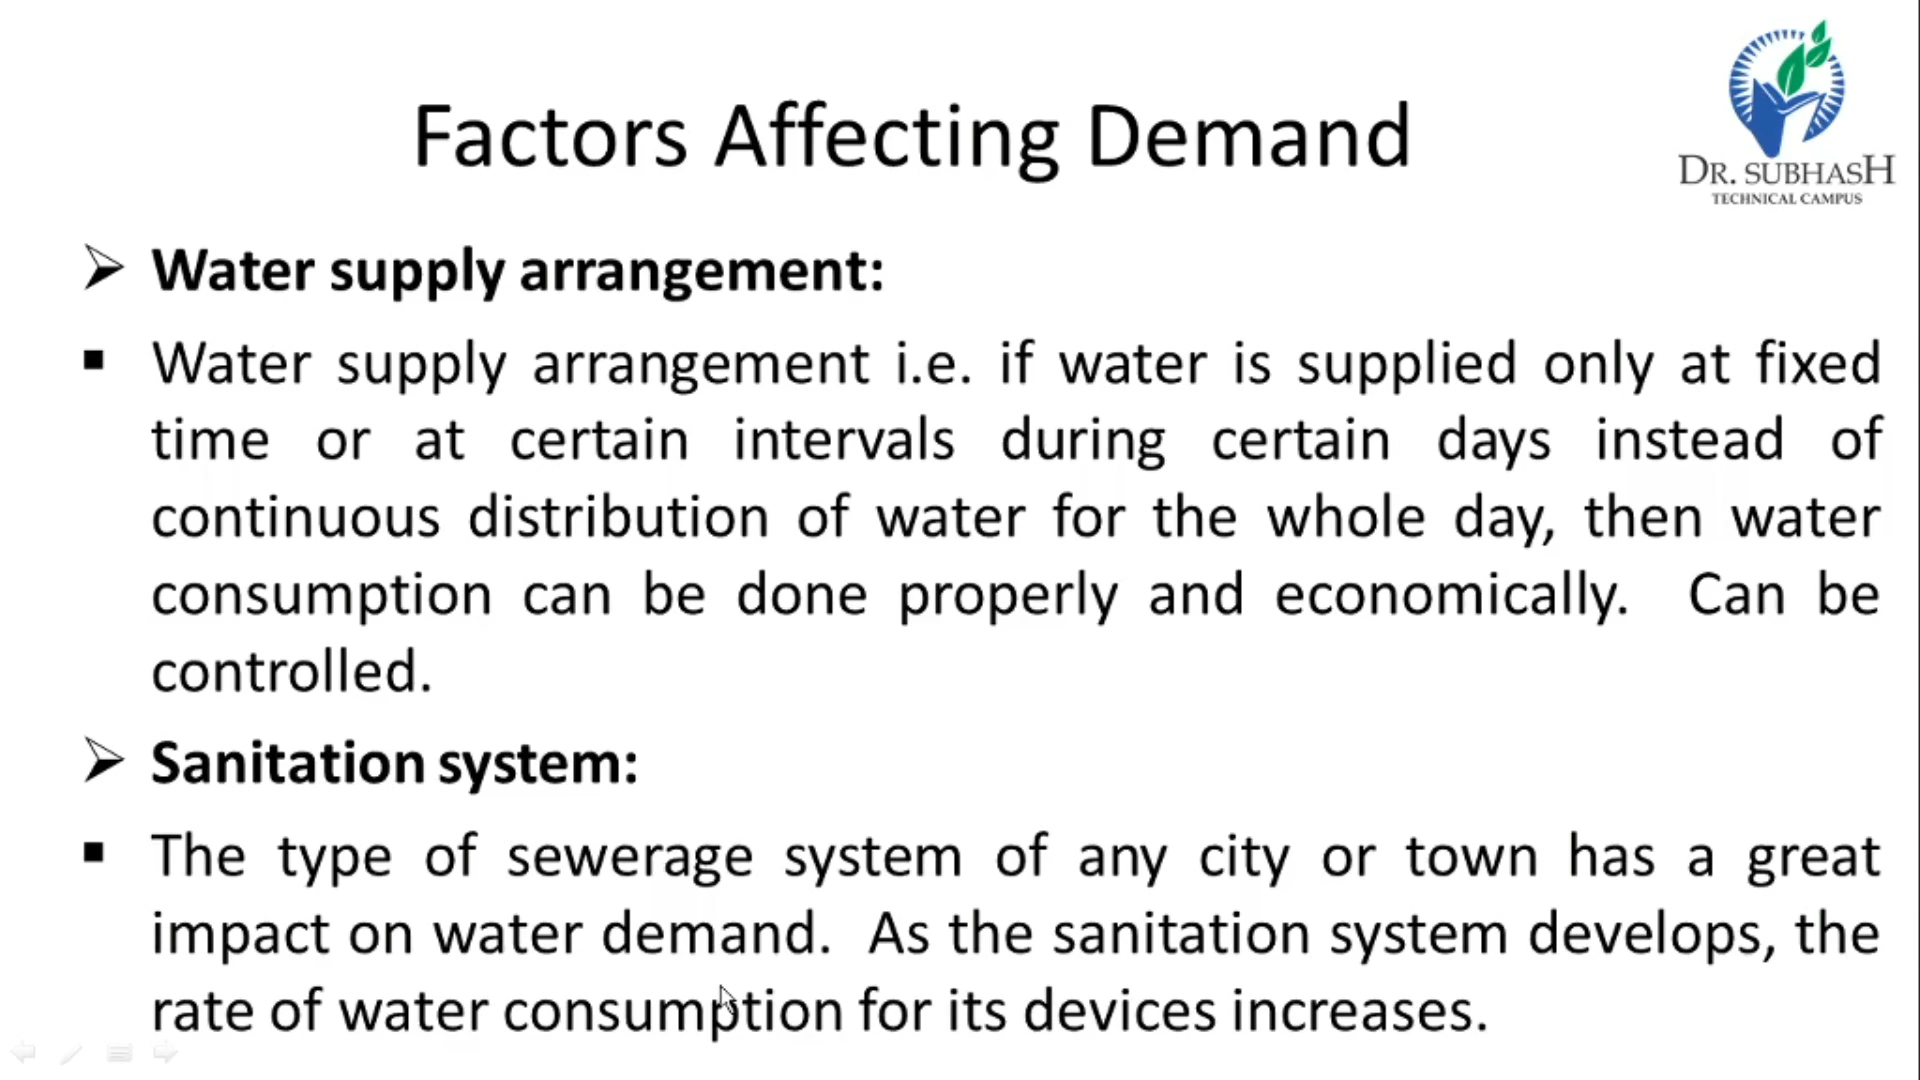 Factors Affecting Demand
DR. SUBHASH
TECHNICAL CAMPUS
Water supply arrangement:
Water supply arrangement i.e. if water is supplied only at fixed
time or at certain intervals during certain days instead of
continuous distribution of water for the whole day, then water
consumption can be done properly and economically. Can be
controlled.
Sanitation system:
The type of sewerage system of any city or town has a great
impact on water demand. As the sanitation system develops, the
rate of water consumption for its devices increases.